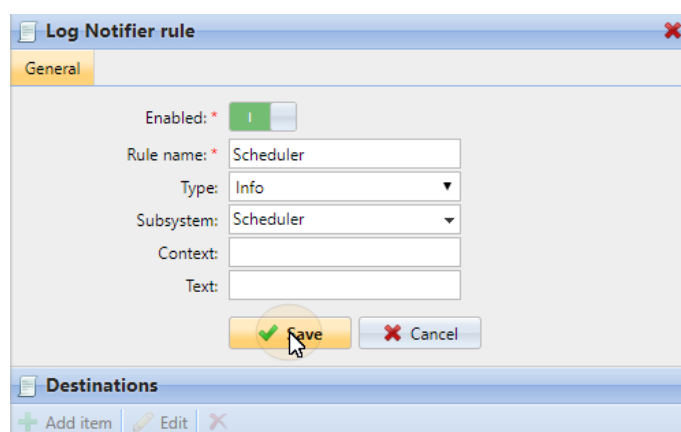 Log Notifier rule
General
Enabled: *
I
Rule name: * Scheduler
Type: Info
Subsystem: Scheduler
Context:
Text:
Save Cancel
Destinations
Add item Edit